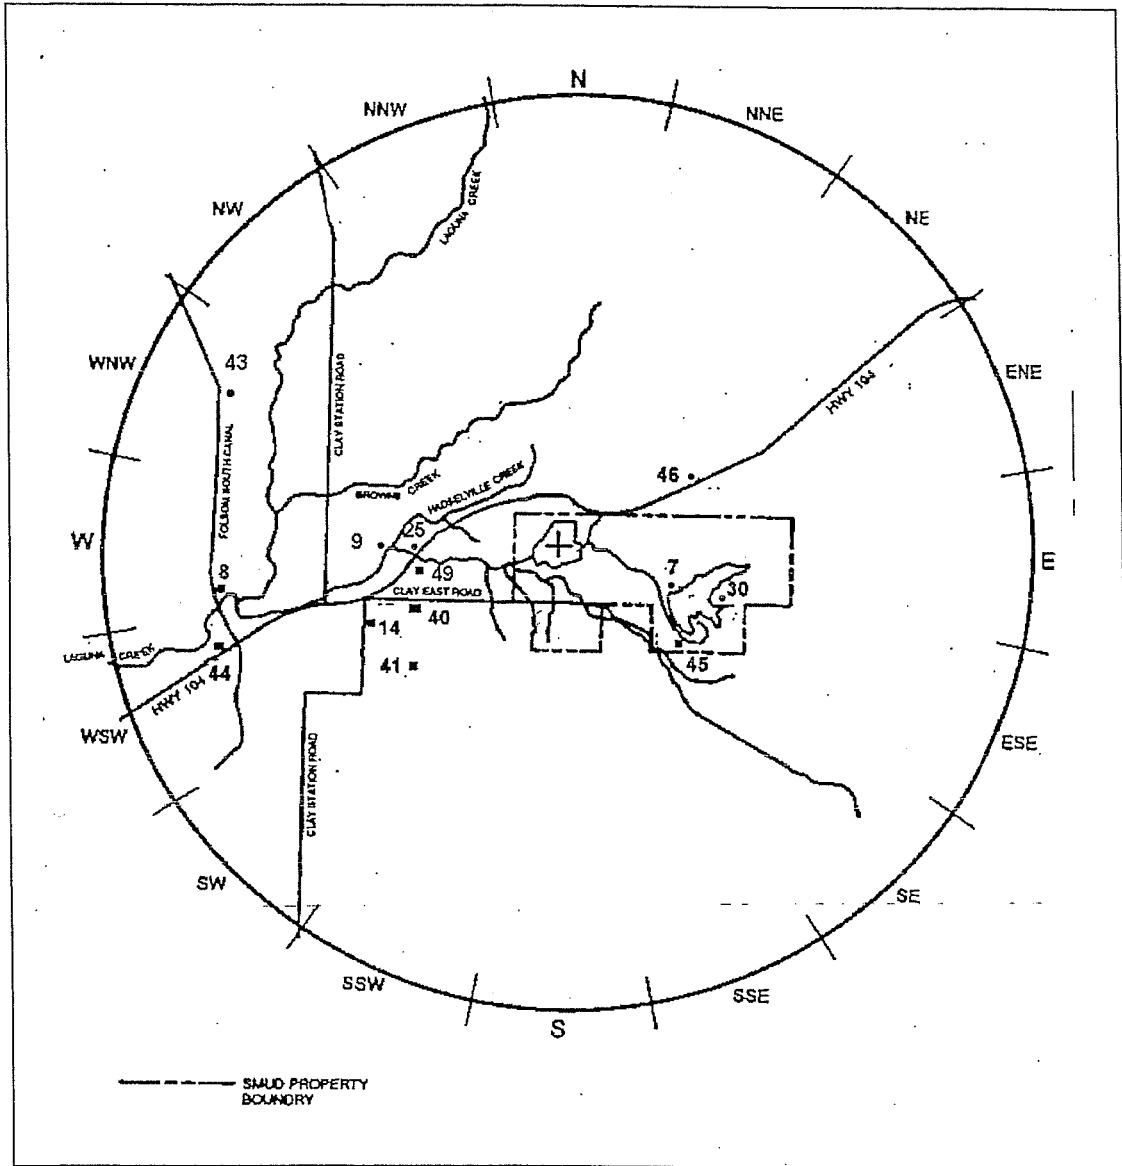 N
NNW
NNE
NW
NE
LAGUNA CREEK
WNW
43
ENE
CLAY STATION ROAD
HWY 104
FOLSON SOUTH CANAL
46
BROWNS CREEK
HADSELVILLE CREEK
W
9
25
E
8
49
7
CLAY EAST ROAD
30
40
14
LAGUNA CREEK
44
41
45
HWY 104
WSW
ESE
CLAY STATION ROAD
SW
SE
SSW
SSE
S
SMUD PROPERTY
BOUNDRY